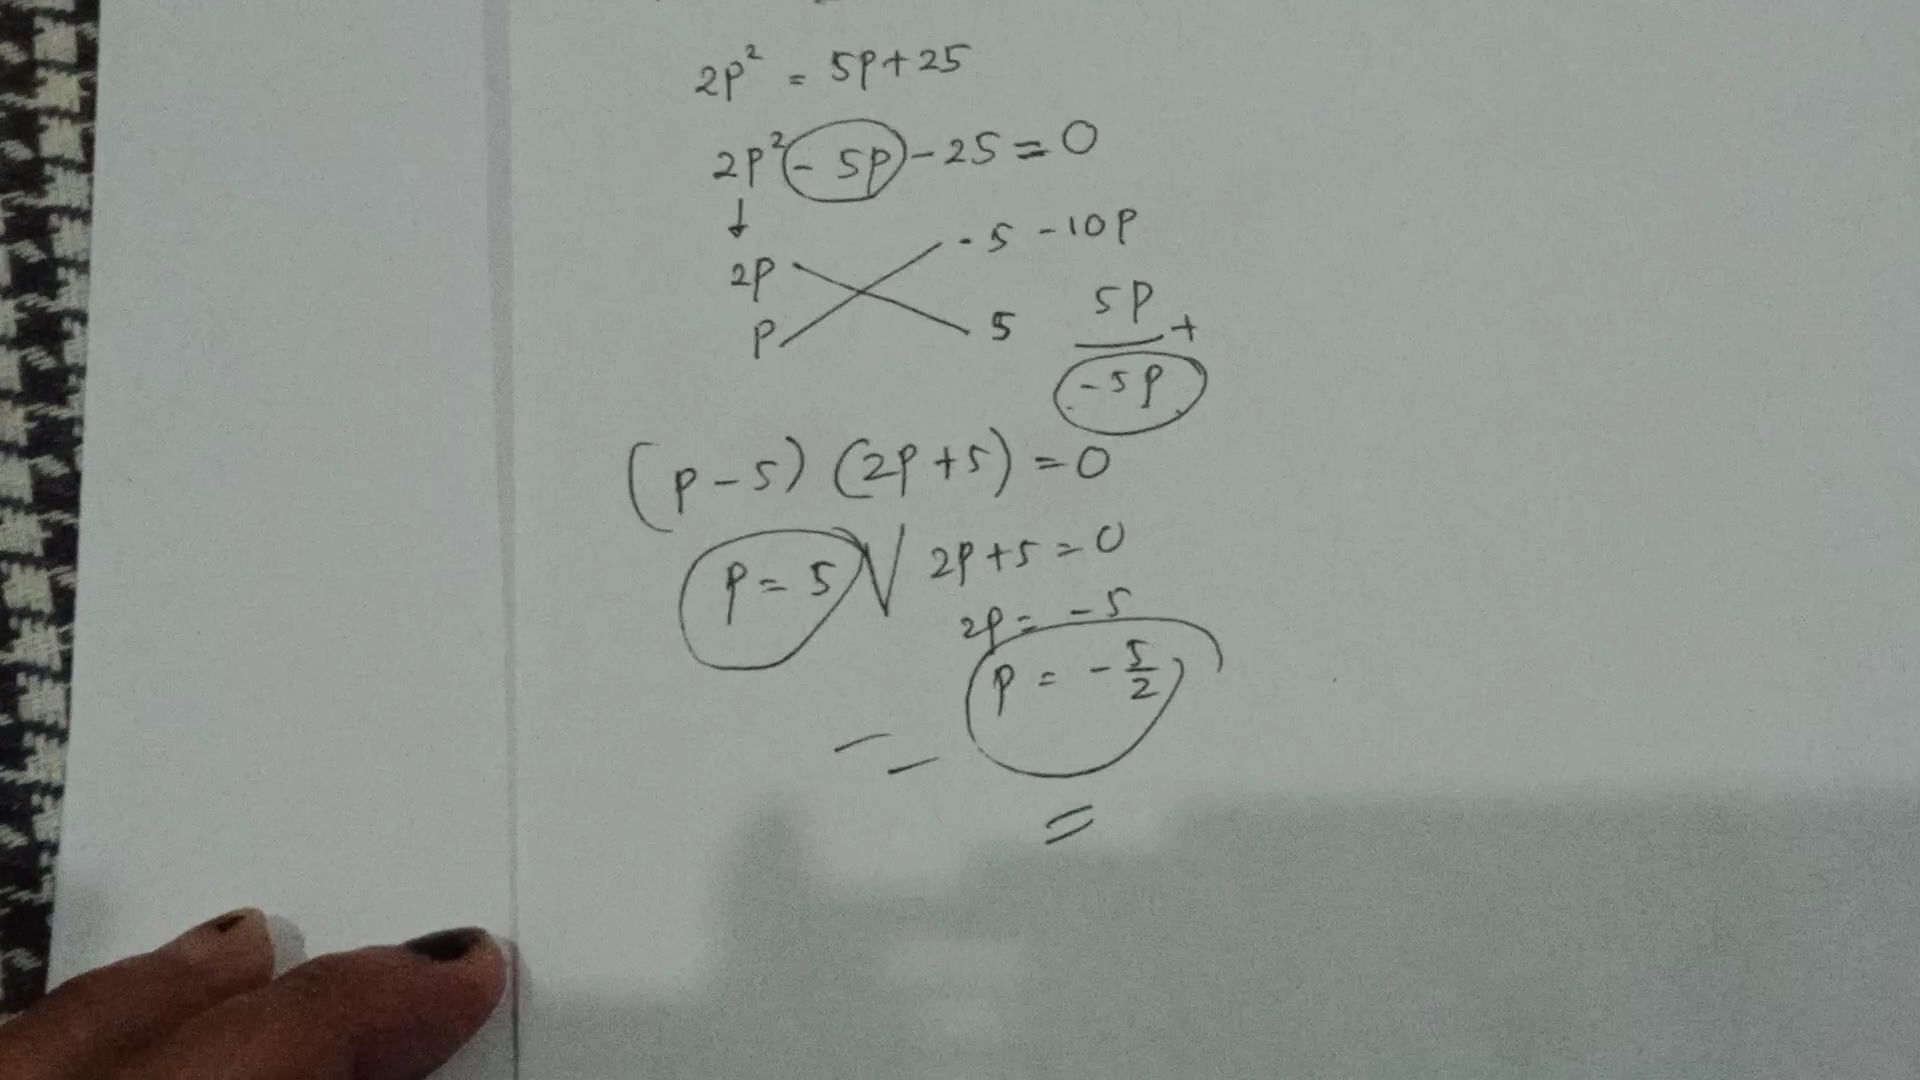 2p² = 5p+25
2p² - 5p - 25 = 0
↓
2p -5 -10p
p 5 5p +
-5p
(p-5) (2p+5) = 0
p = 5 √ 2p+5 = 0
2p = -5
p = - 5/2